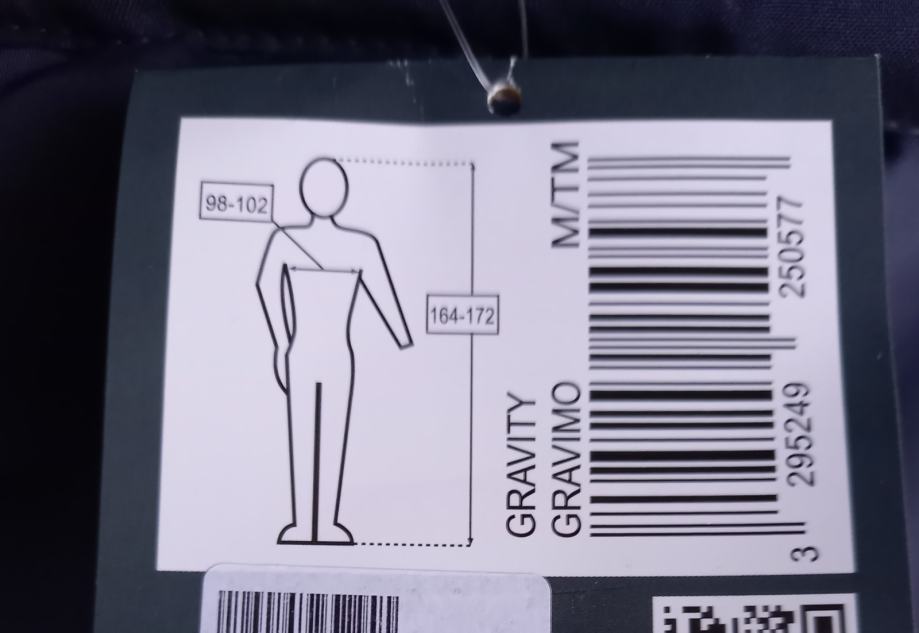 98-102
164-172
GRAVITY
GRAVIMO M/TM
3 295249 250577